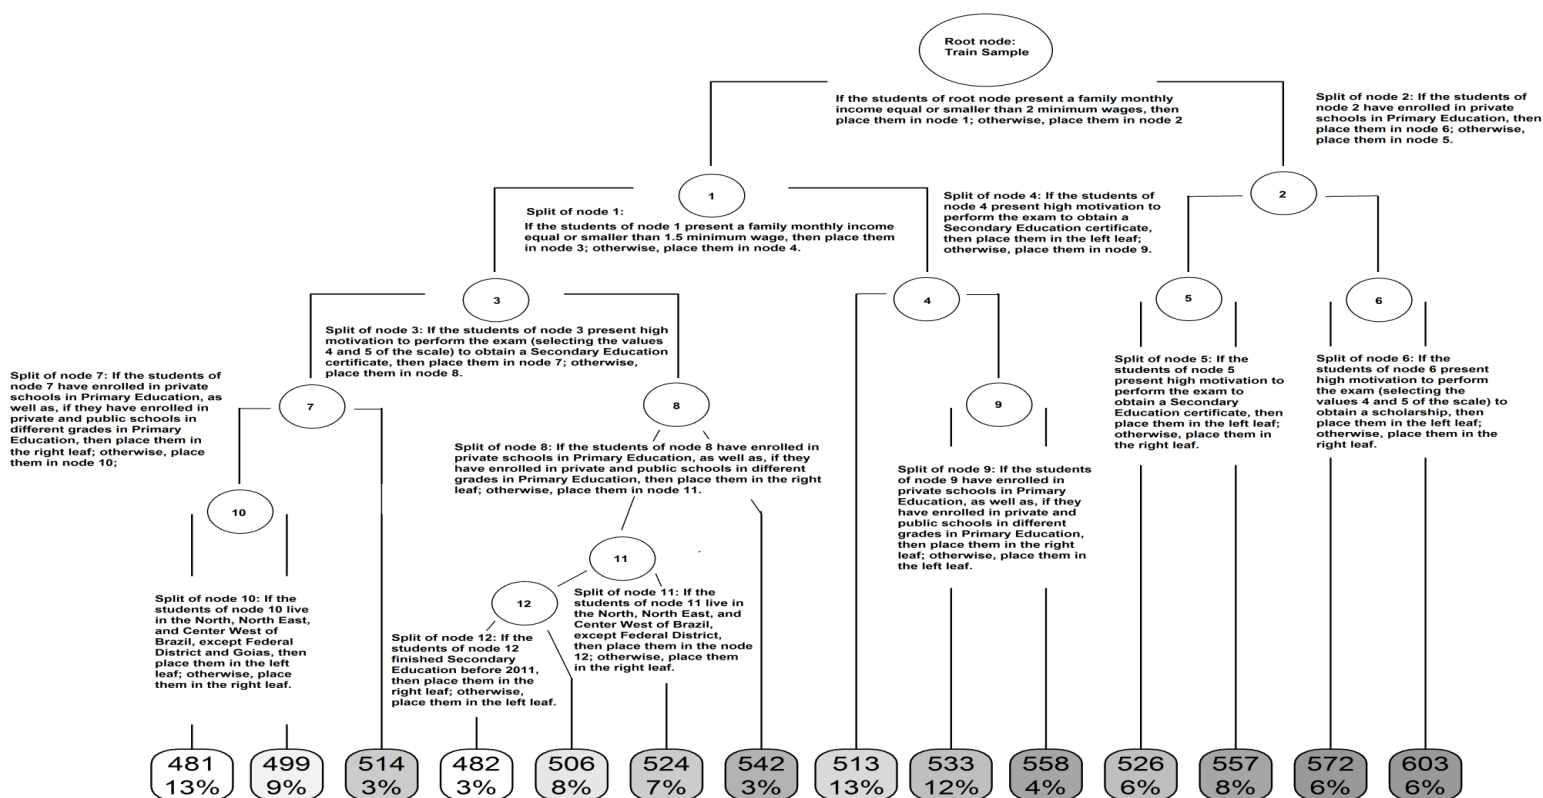 Root node:
Train Sample
If the students of root node present a family monthly
income equal or smaller than 2 minimum wages, then
place them in node 1; otherwise, place them in node 2
Split of node 2: If the students of
node 2 have enrolled in private
schools in Primary Education, then
place them in node 6; otherwise,
place them in node 5.
1
2
Split of node 1:
If the students of node 1 present a family monthly income
equal or smaller than 1.5 minimum wage, then place them
in node 3; otherwise, place them in node 4.
Split of node 4: If the students of
node 4 present high motivation to
perform the exam to obtain a
Secondary Education certificate,
then place them in the left leaf;
otherwise, place them in node 9.
3
4
5
6
Split of node 3: If the students of node 3 present high
motivation to perform the exam (selecting the values
4 and 5 of the scale) to obtain a Secondary Education
certificate, then place them in node 7; otherwise,
place them in node 8.
Split of node 7: If the students of
node 7 have enrolled in private
schools in Primary Education, as
well as, if they have enrolled in
private and public schools in
different grades in Primary
Education, then place them in
the right leaf; otherwise, place
them in node 10;
7
8
9
Split of node 5: If the
students of node 5
present high motivation to
perform the exam to
obtain a Secondary
Education certificate, then
place them in the left leaf;
otherwise, place them in
the right leaf.
Split of node 6: If the
students of node 6 present
high motivation to perform
the exam (selecting the
values 4 and 5 of the scale) to
obtain a scholarship, then
place them in the left leaf;
otherwise, place them in the
right leaf.
Split of node 8: If the students of node 8 have enrolled in
private schools in Primary Education, as well as, if they
have enrolled in private and public schools in different
grades in Primary Education, then place them in the right
leaf; otherwise, place them in node 11.
Split of node 9: If the students
of node 9 have enrolled in
private schools in Primary
Education, as well as, if they
have enrolled in private and
public schools in different
grades in Primary Education,
then place them in the right
leaf; otherwise, place them in
the left leaf.
10
11
12
Split of node 10: If the
students of node 10 live
in the North, North East,
and Center West of
Brazil, except Federal
District and Goias, then
place them in the left
leaf; otherwise, place
them in the right leaf.
Split of node 12: If the
students of node 12
finished Secondary
Education before 2011,
then place them in the
right leaf; otherwise,
place them in the left leaf.
Split of node 11: If the
students of node 11 live in
the North, North East, and
Center West of Brazil,
except Federal District,
then place them in the node
12; otherwise, place them
in the right leaf.
481 499 514 482 506 524 542 513 533 558 526 557 572 603
13% 9% 3% 3% 8% 7% 3% 13% 12% 4% 6% 8% 6% 6%